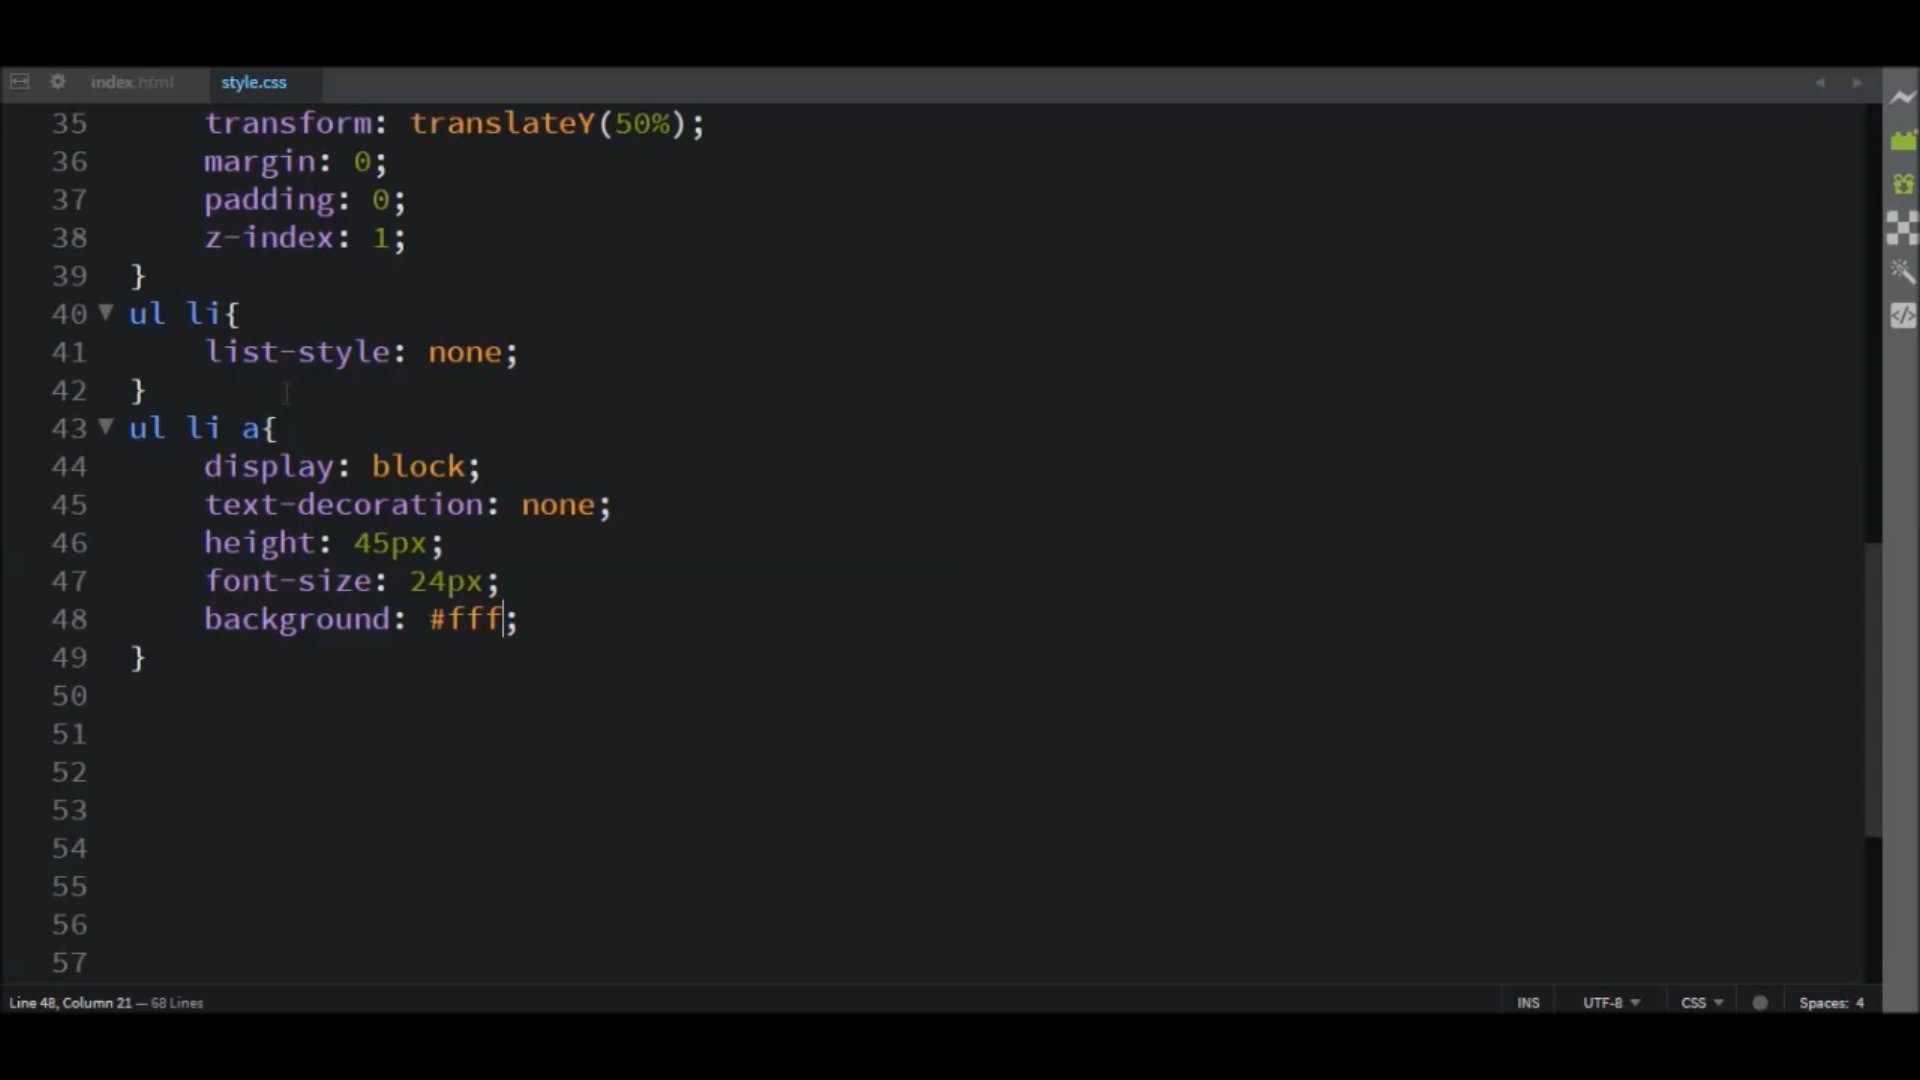 index.html style.css
35 transform: translateY(50%);
36 margin: 0;
37 padding: 0;
38 z-index: 1;
39 }
40 ul li{
41 list-style: none;
42 }
43 ul li a{
44 display: block;
45 text-decoration: none;
46 height: 45px;
47 font-size: 24px;
48 background: #fff;
49 }
50
51
52
53
54
55
56
57
Line 48, Column 21 — 68 Lines INS UTF-8 CSS Spaces: 4